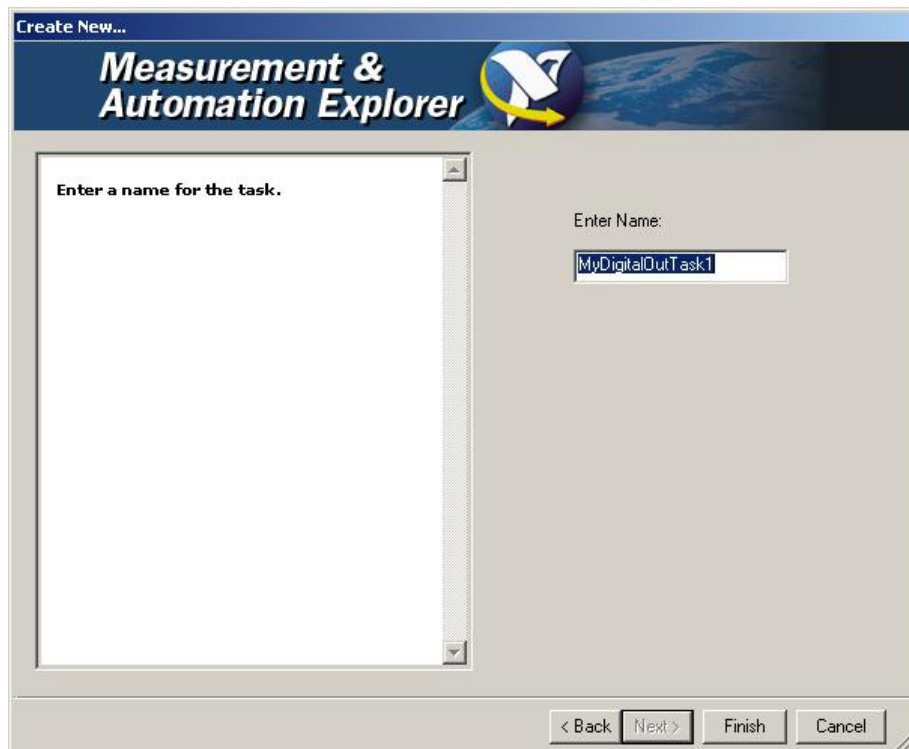 Create New...
Measurement &
Automation Explorer
Enter a name for the task.
Enter Name:
MyDigitalOutTask1
< Back
Next >
Finish
Cancel